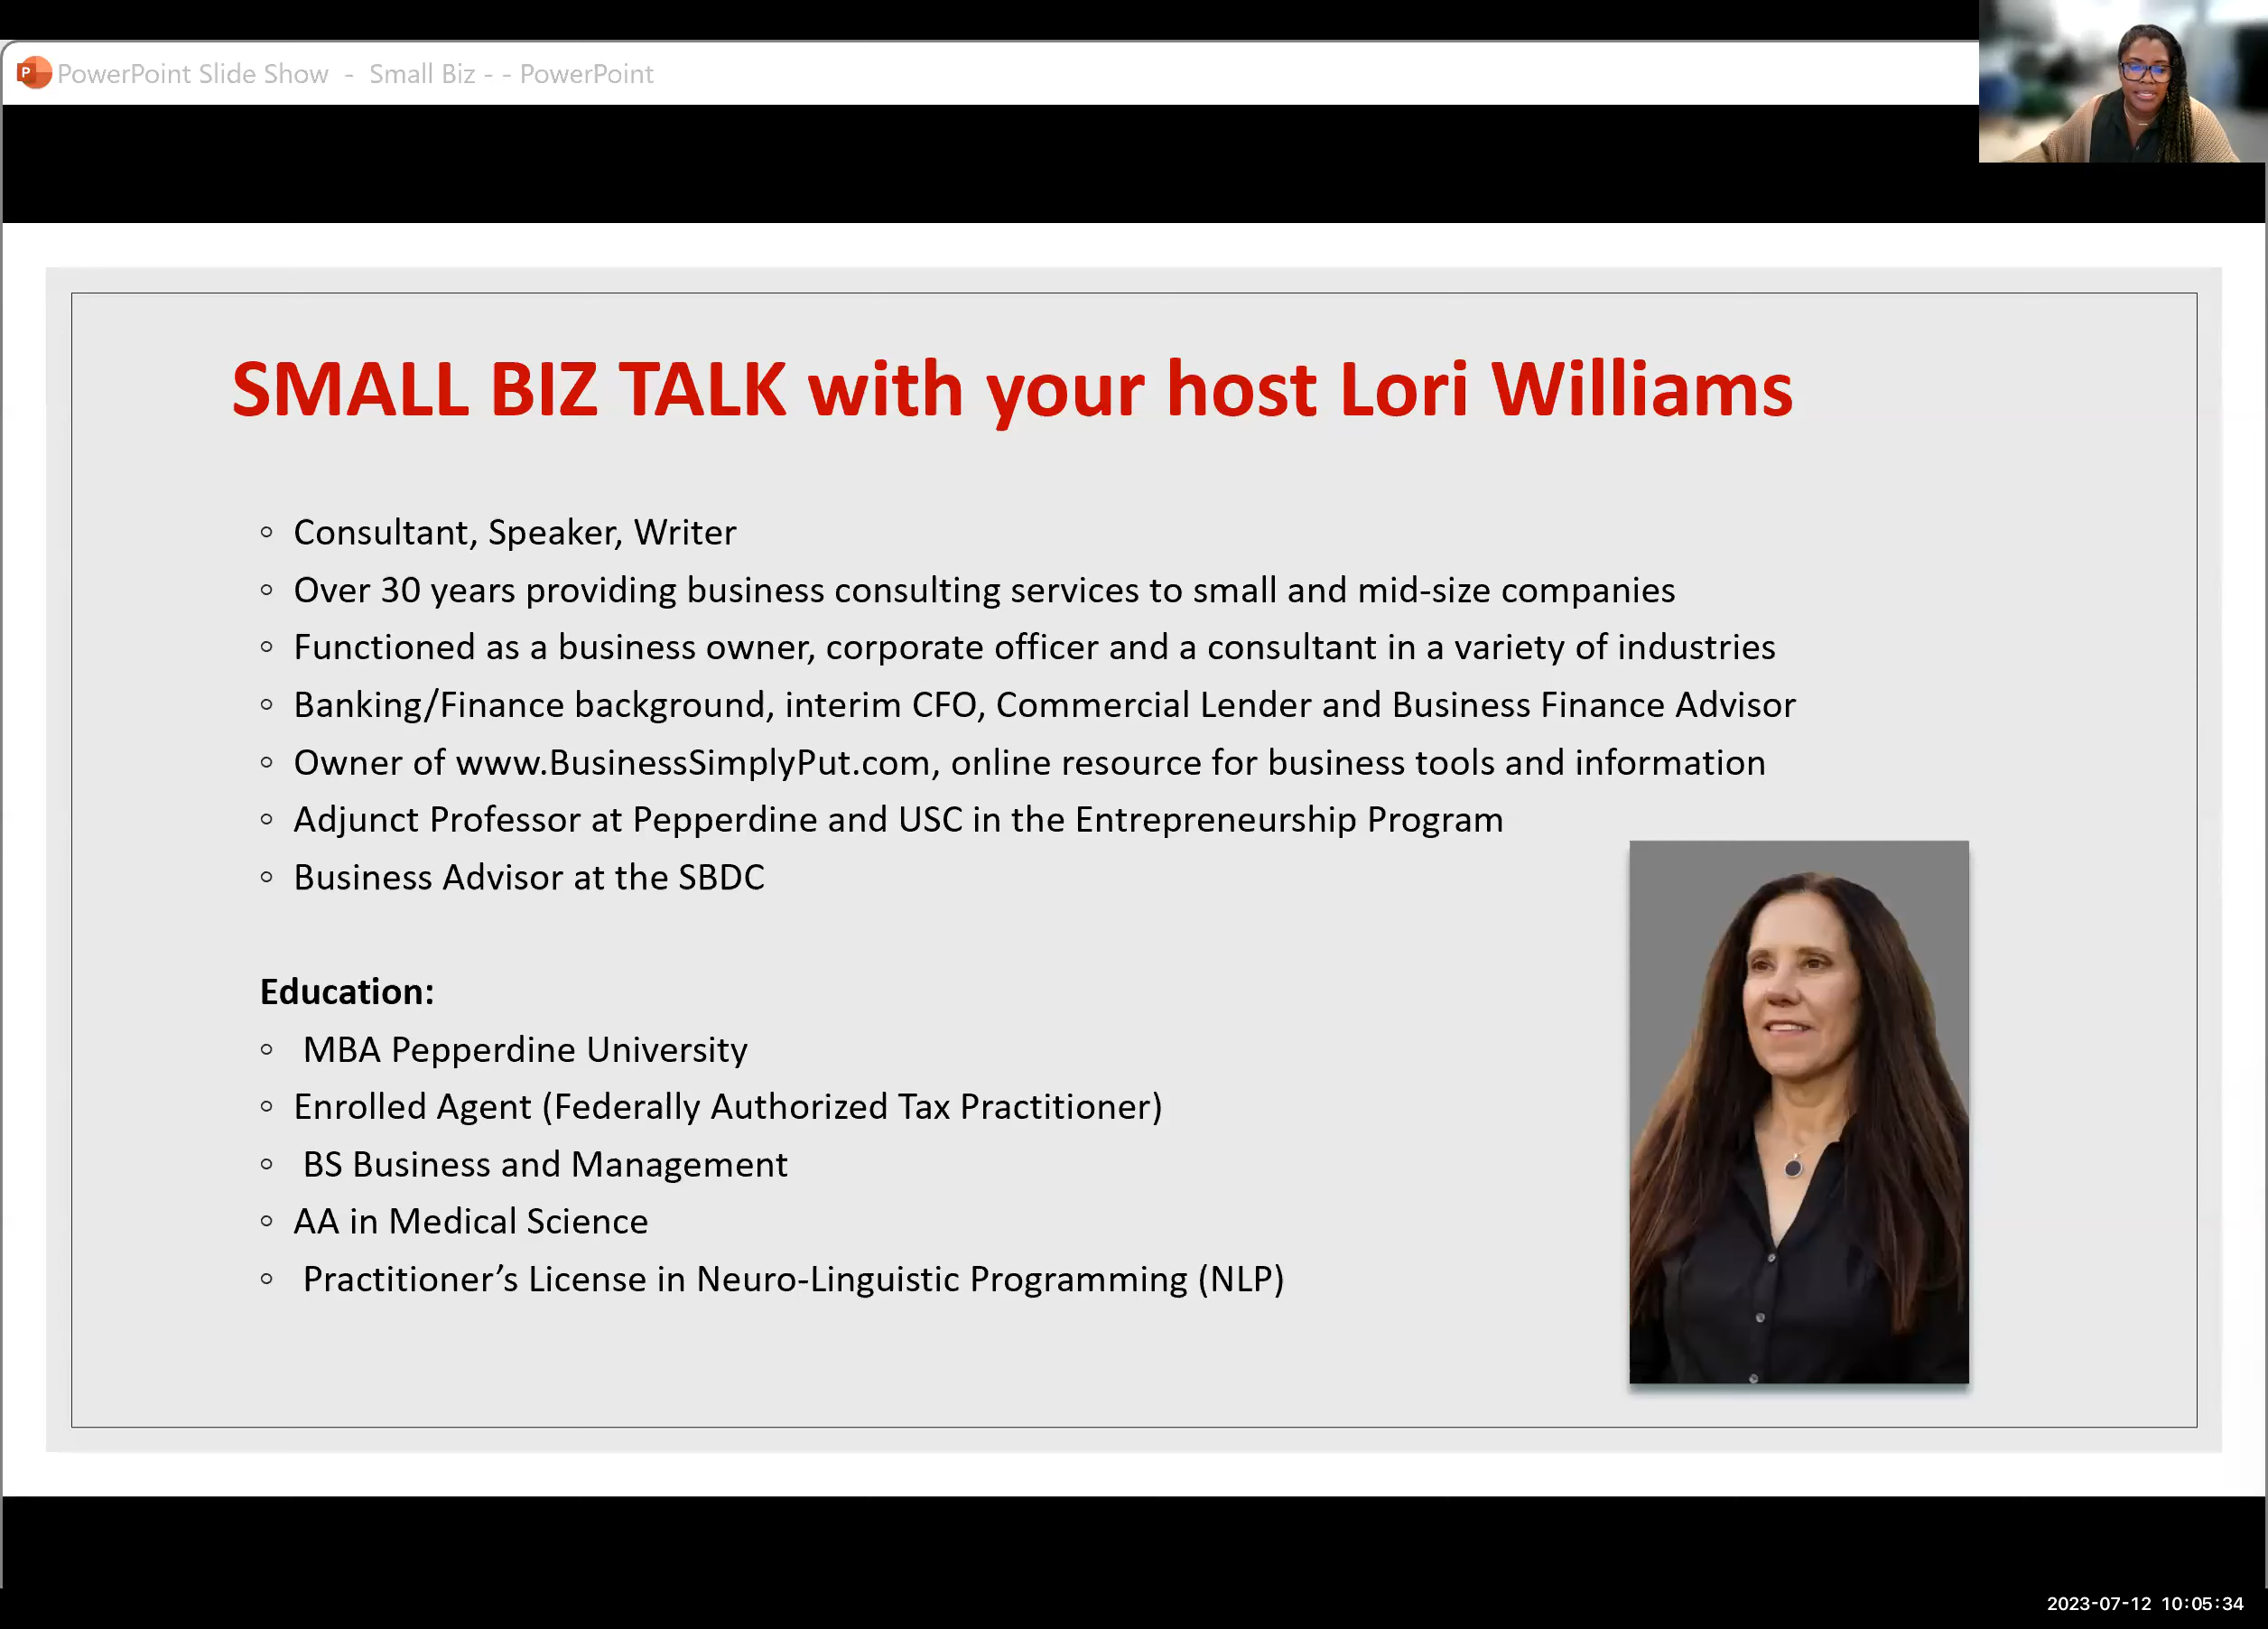 PowerPoint Slide Show - Small Biz - - PowerPoint
SMALL BIZ TALK with your host Lori Williams
Consultant, Speaker, Writer
Over 30 years providing business consulting services to small and mid-size companies
Functioned as a business owner, corporate officer and a consultant in a variety of industries
Banking/Finance background, interim CFO, Commercial Lender and Business Finance Advisor
Owner of www.BusinessSimplyPut.com, online resource for business tools and information
Adjunct Professor at Pepperdine and USC in the Entrepreneurship Program
Business Advisor at the SBDC
Education:
MBA Pepperdine University
Enrolled Agent (Federally Authorized Tax Practitioner)
BS Business and Management
AA in Medical Science
Practitioner’s License in Neuro-Linguistic Programming (NLP)
2023-07-12 10:05:34